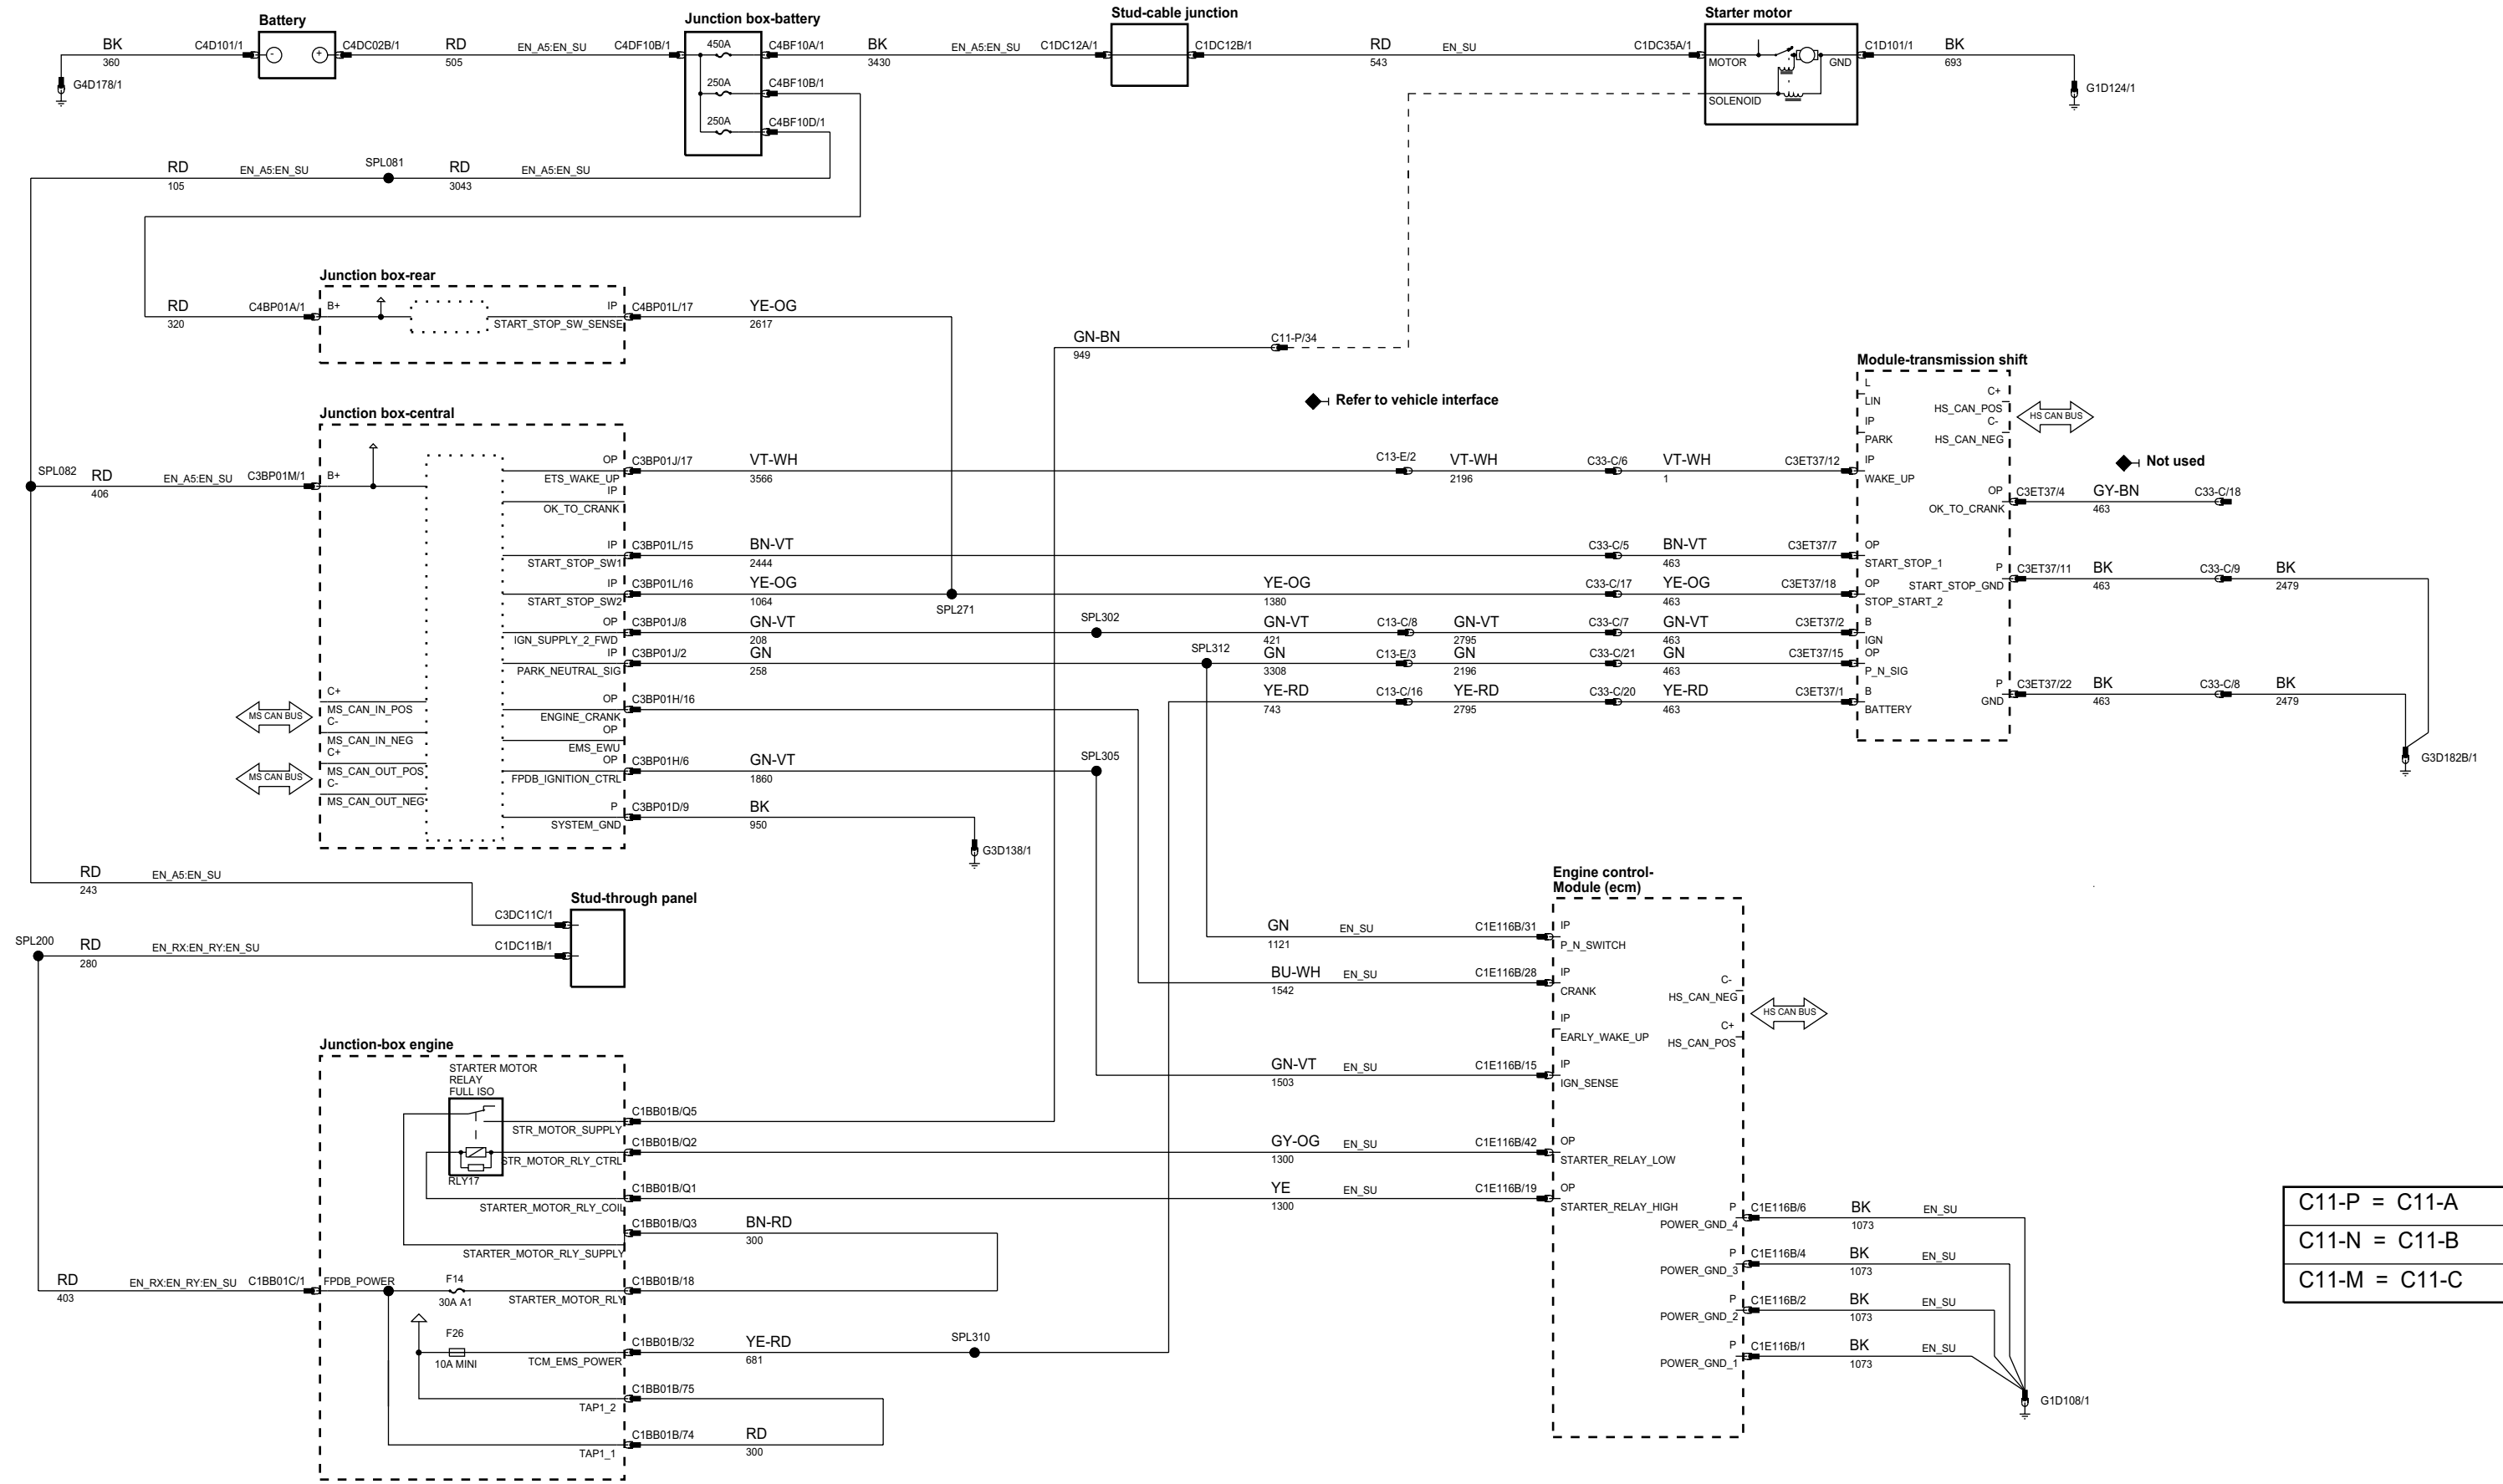 Battery
BK
360
G4D178/1
C4D101/1
-
+
C4DC02B/1
RD
505
EN_A5:EN_SU
C4DF10B/1
Junction box-battery
450A
250A
250A
C4BF10A/1
C4BF10B/1
C4BF10D/1
BK
3430
EN_A5:EN_SU
C1DC12A/1
Stud-cable junction
C1DC12B/1
RD
543
EN_SU
C1DC35A/1
Starter motor
MOTOR
GND
SOLENOID
C1D101/1
BK
693
G1D124/1
RD
105
EN_A5:EN_SU
SPL081
RD
3043
EN_A5:EN_SU
Junction box-rear
RD
320
C4BP01A/1
B+
IP
START_STOP_SW_SENSE
C4BP01L/17
YE-OG
2617
GN-BN
949
C11-P/34
Refer to vehicle interface
Junction box-central
SPL082
RD
406
EN_A5:EN_SU
C3BP01M/1
B+
OP
ETS_WAKE_UP
C3BP01J/17
VT-WH
3566
C13-E/2
VT-WH
2196
C33-C/6
VT-WH
1
C3ET37/12
IP
OK_TO_CRANK
IP
START_STOP_SW1
C3BP01L/15
BN-VT
2444
C33-C/5
BN-VT
463
C3ET37/7
IP
START_STOP_SW2
C3BP01L/16
YE-OG
1064
SPL271
YE-OG
1380
C33-C/17
YE-OG
463
C3ET37/18
OP
IGN_SUPPLY_2_FWD
C3BP01J/8
GN-VT
208
SPL302
GN-VT
421
C13-C/8
GN-VT
2795
C33-C/7
GN-VT
463
C3ET37/2
IP
PARK_NEUTRAL_SIG
C3BP01J/2
GN
258
SPL312
GN
3308
C13-E/3
GN
2196
C33-C/21
GN
463
C3ET37/15
YE-RD
743
C13-C/16
YE-RD
2795
C33-C/20
YE-RD
463
C3ET37/1
OP
ENGINE_CRANK
C3BP01H/16
OP
EMS_EWU
OP
FPDB_IGNITION_CTRL
C3BP01H/6
GN-VT
1860
SPL305
P
SYSTEM_GND
C3BP01D/9
BK
950
G3D138/1
C+
MS_CAN_IN_POS
C-
MS_CAN_IN_NEG
C+
MS_CAN_OUT_POS
C-
MS_CAN_OUT_NEG
MS CAN BUS
MS CAN BUS
Module-transmission shift
L
LIN
IP
PARK
IP
WAKE_UP
OP
START_STOP_1
OP
STOP_START_2
B
IGN
OP
P_N_SIG
B
BATTERY
C+
HS_CAN_POS
C-
HS_CAN_NEG
HS CAN BUS
Not used
OP
OK_TO_CRANK
C3ET37/4
GY-BN
463
C33-C/18
P
START_STOP_GND
C3ET37/11
BK
463
C33-C/9
BK
2479
P
GND
C3ET37/22
BK
463
C33-C/8
BK
2479
G3D182B/1
RD
243
EN_A5:EN_SU
Stud-through panel
C3DC11C/1
C1DC11B/1
SPL200
RD
280
EN_RX:EN_RY:EN_SU
Engine control-
Module (ecm)
GN
1121
EN_SU
C1E116B/31
IP
P_N_SWITCH
BU-WH
1542
EN_SU
C1E116B/28
IP
CRANK
IP
EARLY_WAKE_UP
GN-VT
1503
EN_SU
C1E116B/15
IP
IGN_SENSE
C-
HS_CAN_NEG
C+
HS_CAN_POS
HS CAN BUS
GY-OG
1300
EN_SU
C1E116B/42
OP
STARTER_RELAY_LOW
YE
1300
EN_SU
C1E116B/19
OP
STARTER_RELAY_HIGH
P
POWER_GND_4
C1E116B/6
BK
1073
EN_SU
P
POWER_GND_3
C1E116B/4
BK
1073
EN_SU
P
POWER_GND_2
C1E116B/2
BK
1073
EN_SU
P
POWER_GND_1
C1E116B/1
BK
1073
EN_SU
G1D108/1
Junction-box engine
STARTER MOTOR
RELAY
FULL ISO
RLY17
C1BB01B/Q5
STR_MOTOR_SUPPLY
C1BB01B/Q2
STR_MOTOR_RLY_CTRL
C1BB01B/Q1
STARTER_MOTOR_RLY_COIL
C1BB01B/Q3
BN-RD
300
STARTER_MOTOR_RLY_SUPPLY
RD
403
EN_RX:EN_RY:EN_SU
C1BB01C/1
FPDB_POWER
F14
30A A1
C1BB01B/18
STARTER_MOTOR_RLY
F26
10A MINI
C1BB01B/32
TCM_EMS_POWER
YE-RD
681
SPL310
C1BB01B/75
TAP1_2
C1BB01B/74
TAP1_1
RD
300
C11-P = C11-A
C11-N = C11-B
C11-M = C11-C